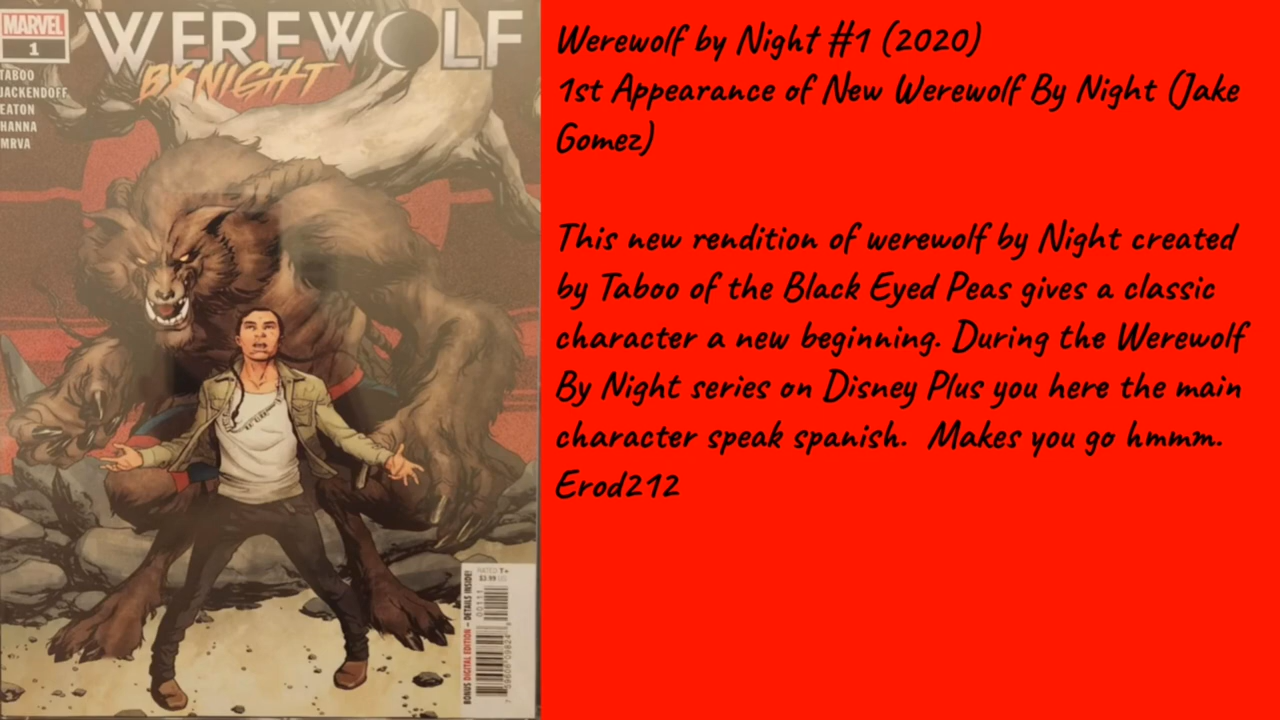 MARVEL
1
WEREWOLF
BY NIGHT
TABOO
JACKENDOFF
EATON
HANNA
MRVA
RATED T+
$3.99 US
BONUS DIGITAL EDITION – DETAILS INSIDE!
00111
Werewolf by Night #1 (2020)
1st Appearance of New Werewolf By Night (Jake
Gomez)
This new rendition of werewolf by Night created
by Taboo of the Black Eyed Peas gives a classic
character a new beginning. During the Werewolf
By Night series on Disney Plus you here the main
character speak spanish.  Makes you go hmmm.
Erod212